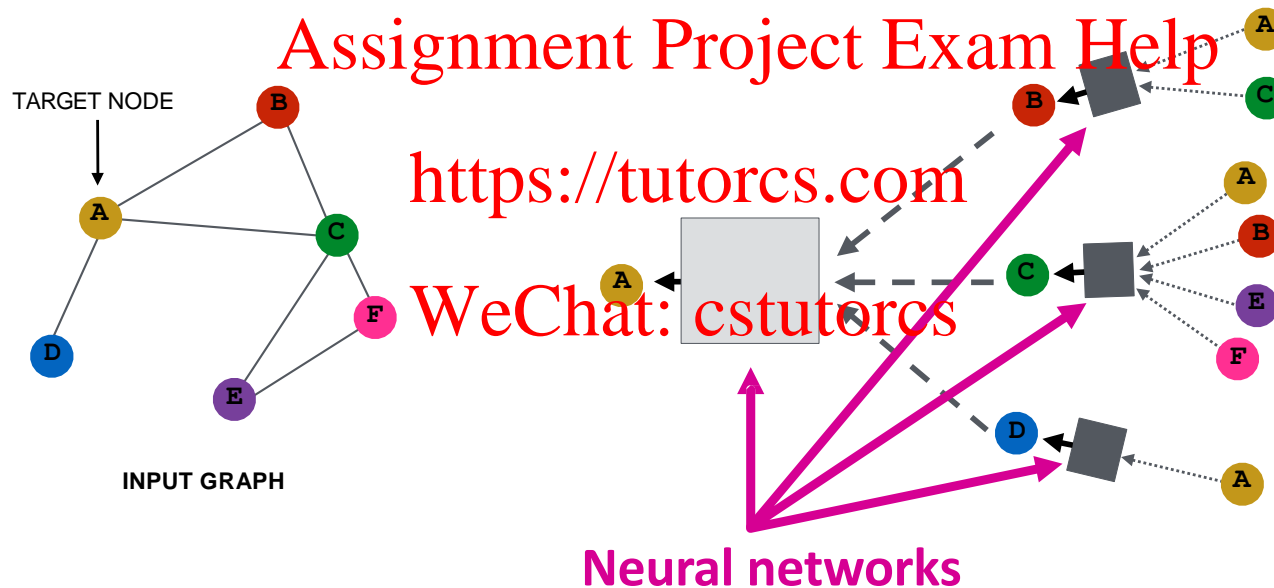 Assignment Project Exam Help
A
C
TARGET NODE
B
B
https://tutorcs.com
A
A
B
C
C
A
E
F
WeChat: cstutorcs
F
D
E
D
A
INPUT GRAPH
Neural networks